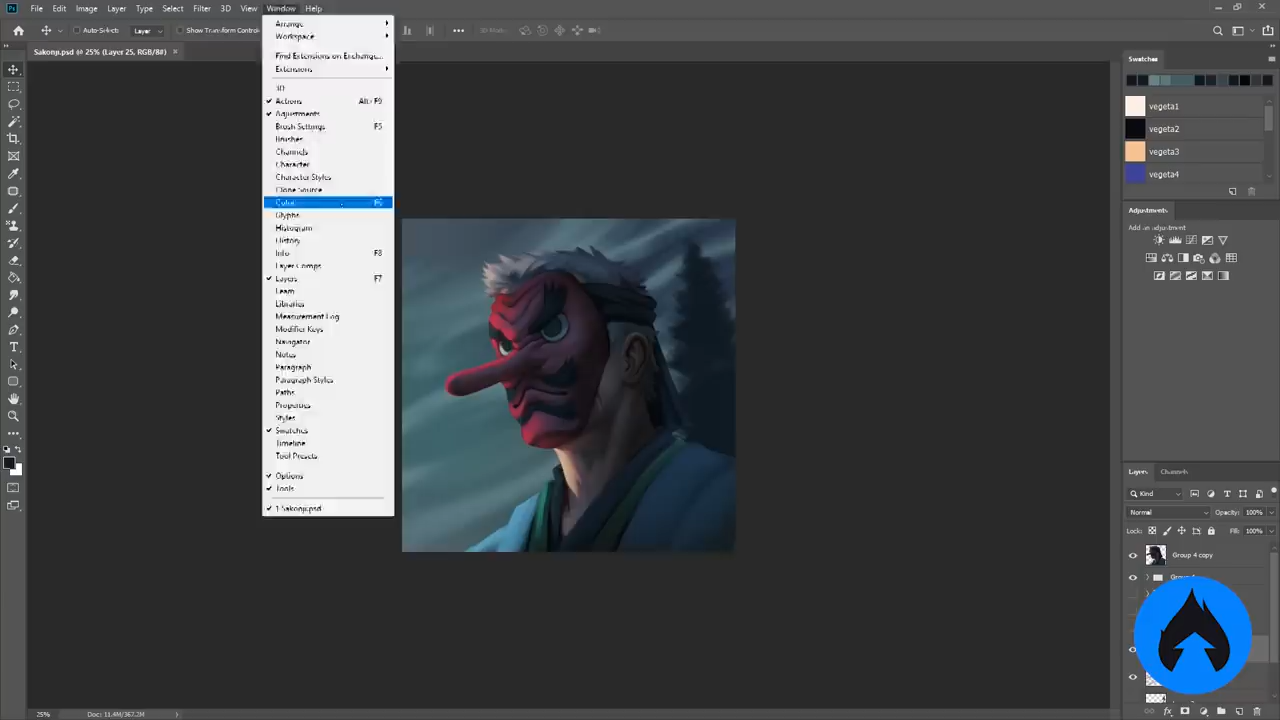 File Edit Image Layer Type Select Filter 3D View Window Help
Auto-Select: Layer Show Transform Controls
Sakonji.psd @ 25% (Layer 25, RGB/8#) ×
Arrange
Workspace
Find Extensions on Exchange...
Extensions
3D
Actions Alt+F9
Adjustments
Brush Settings F5
Brushes
Channels
Character
Character Styles
Clone Source
Color F6
Glyphs
Histogram
History
Info F8
Layer Comps
Layers F7
Learn
Libraries
Measurement Log
Modifier Keys
Navigator
Notes
Paragraph
Paragraph Styles
Paths
Properties
Styles
Swatches
Timeline
Tool Presets
Options
Tools
1 Sakonji.psd
Swatches
vegeta1
vegeta2
vegeta3
vegeta4
Adjustments
Add an adjustment
Layers Channels
Kind
Normal Opacity: 100%
Lock: Fill: 100%
Group 4 copy
25% Doc: 11.4M/367.2M